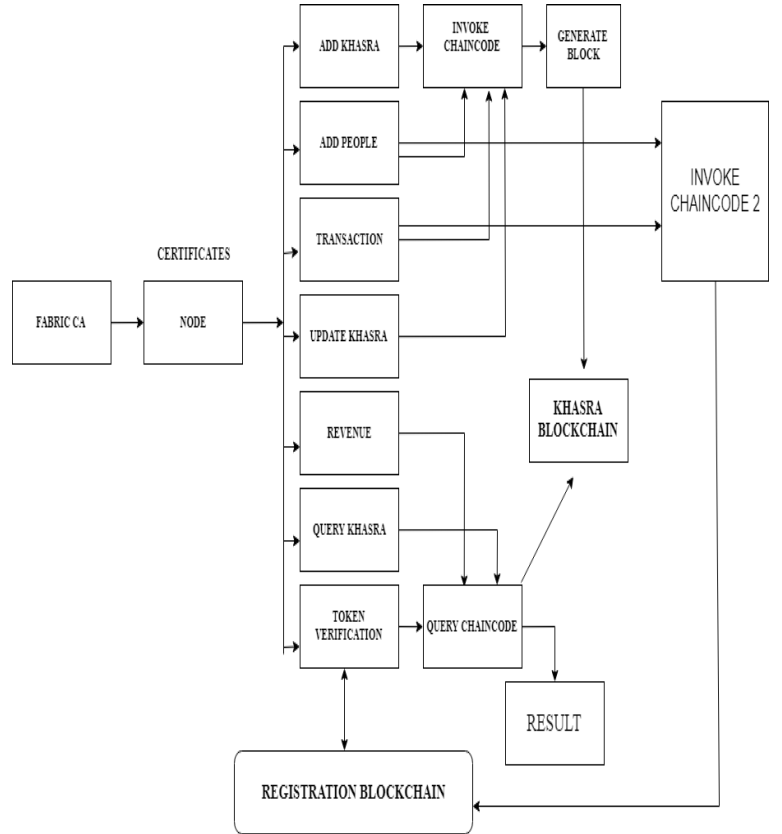 ADD KHASRA
INVOKE
CHAINCODE
GENERATE
BLOCK
ADD PEOPLE
INVOKE
CHAINCODE 2
TRANSACTION
CERTIFICATES
FABRIC CA
NODE
UPDATE KHASRA
KHASRA
BLOCKCHAIN
REVENUE
QUERY KHASRA
TOKEN
VERIFICATION
QUERY CHAINCODE
RESULT
REGISTRATION BLOCKCHAIN